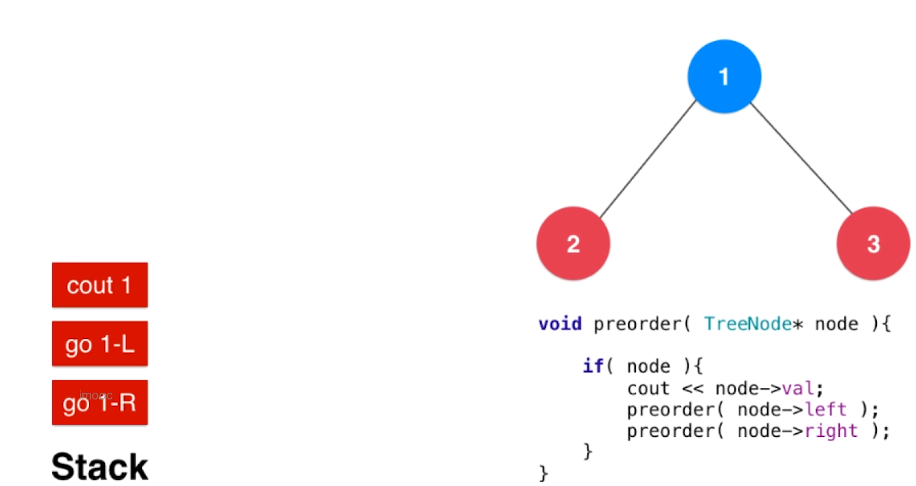 1
2
3
cout 1
go 1-L
go 1-R
imooc
Stack
void preorder( TreeNode* node ){
if( node ){
cout << node->val;
preorder( node->left );
preorder( node->right );
}
}